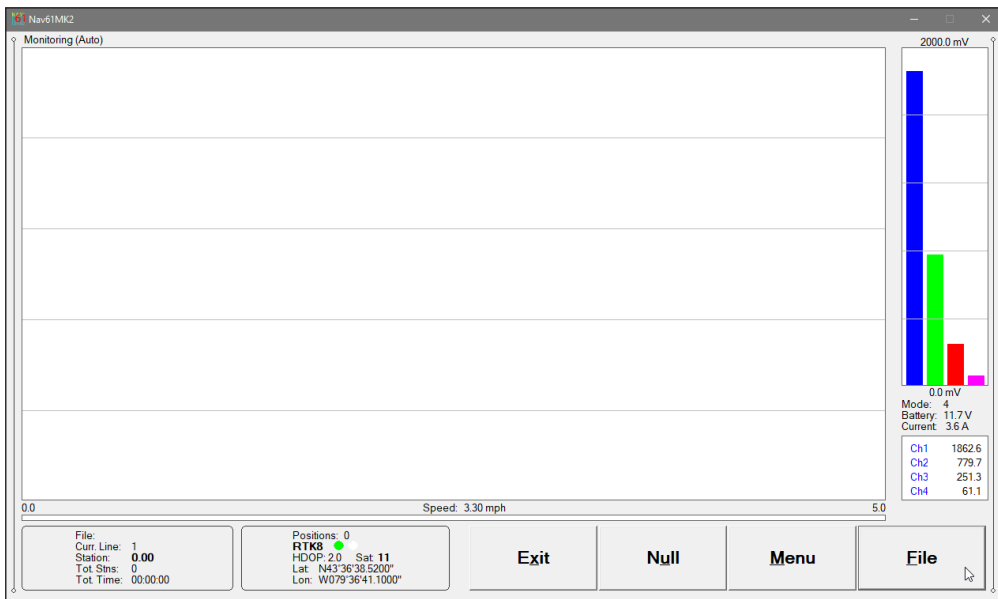 61 Nav61MK2
Monitoring (Auto)
2000.0 mV
0.0 mV
Mode: 4
Battery: 11.7 V
Current: 3.6 A
Ch1 1862.6
Ch2 779.7
Ch3 251.3
Ch4 61.1
0.0 Speed: 3.30 mph 5.0
File:
Curr. Line: 1
Station: 0.00
Tot. Stns: 0
Tot. Time: 00:00:00
Positions: 0
RTK8
HDOP: 2.0 Sat: 11
Lat: N43°36'38.5200"
Lon: W079°36'41.1000"
Exit
Null
Menu
File